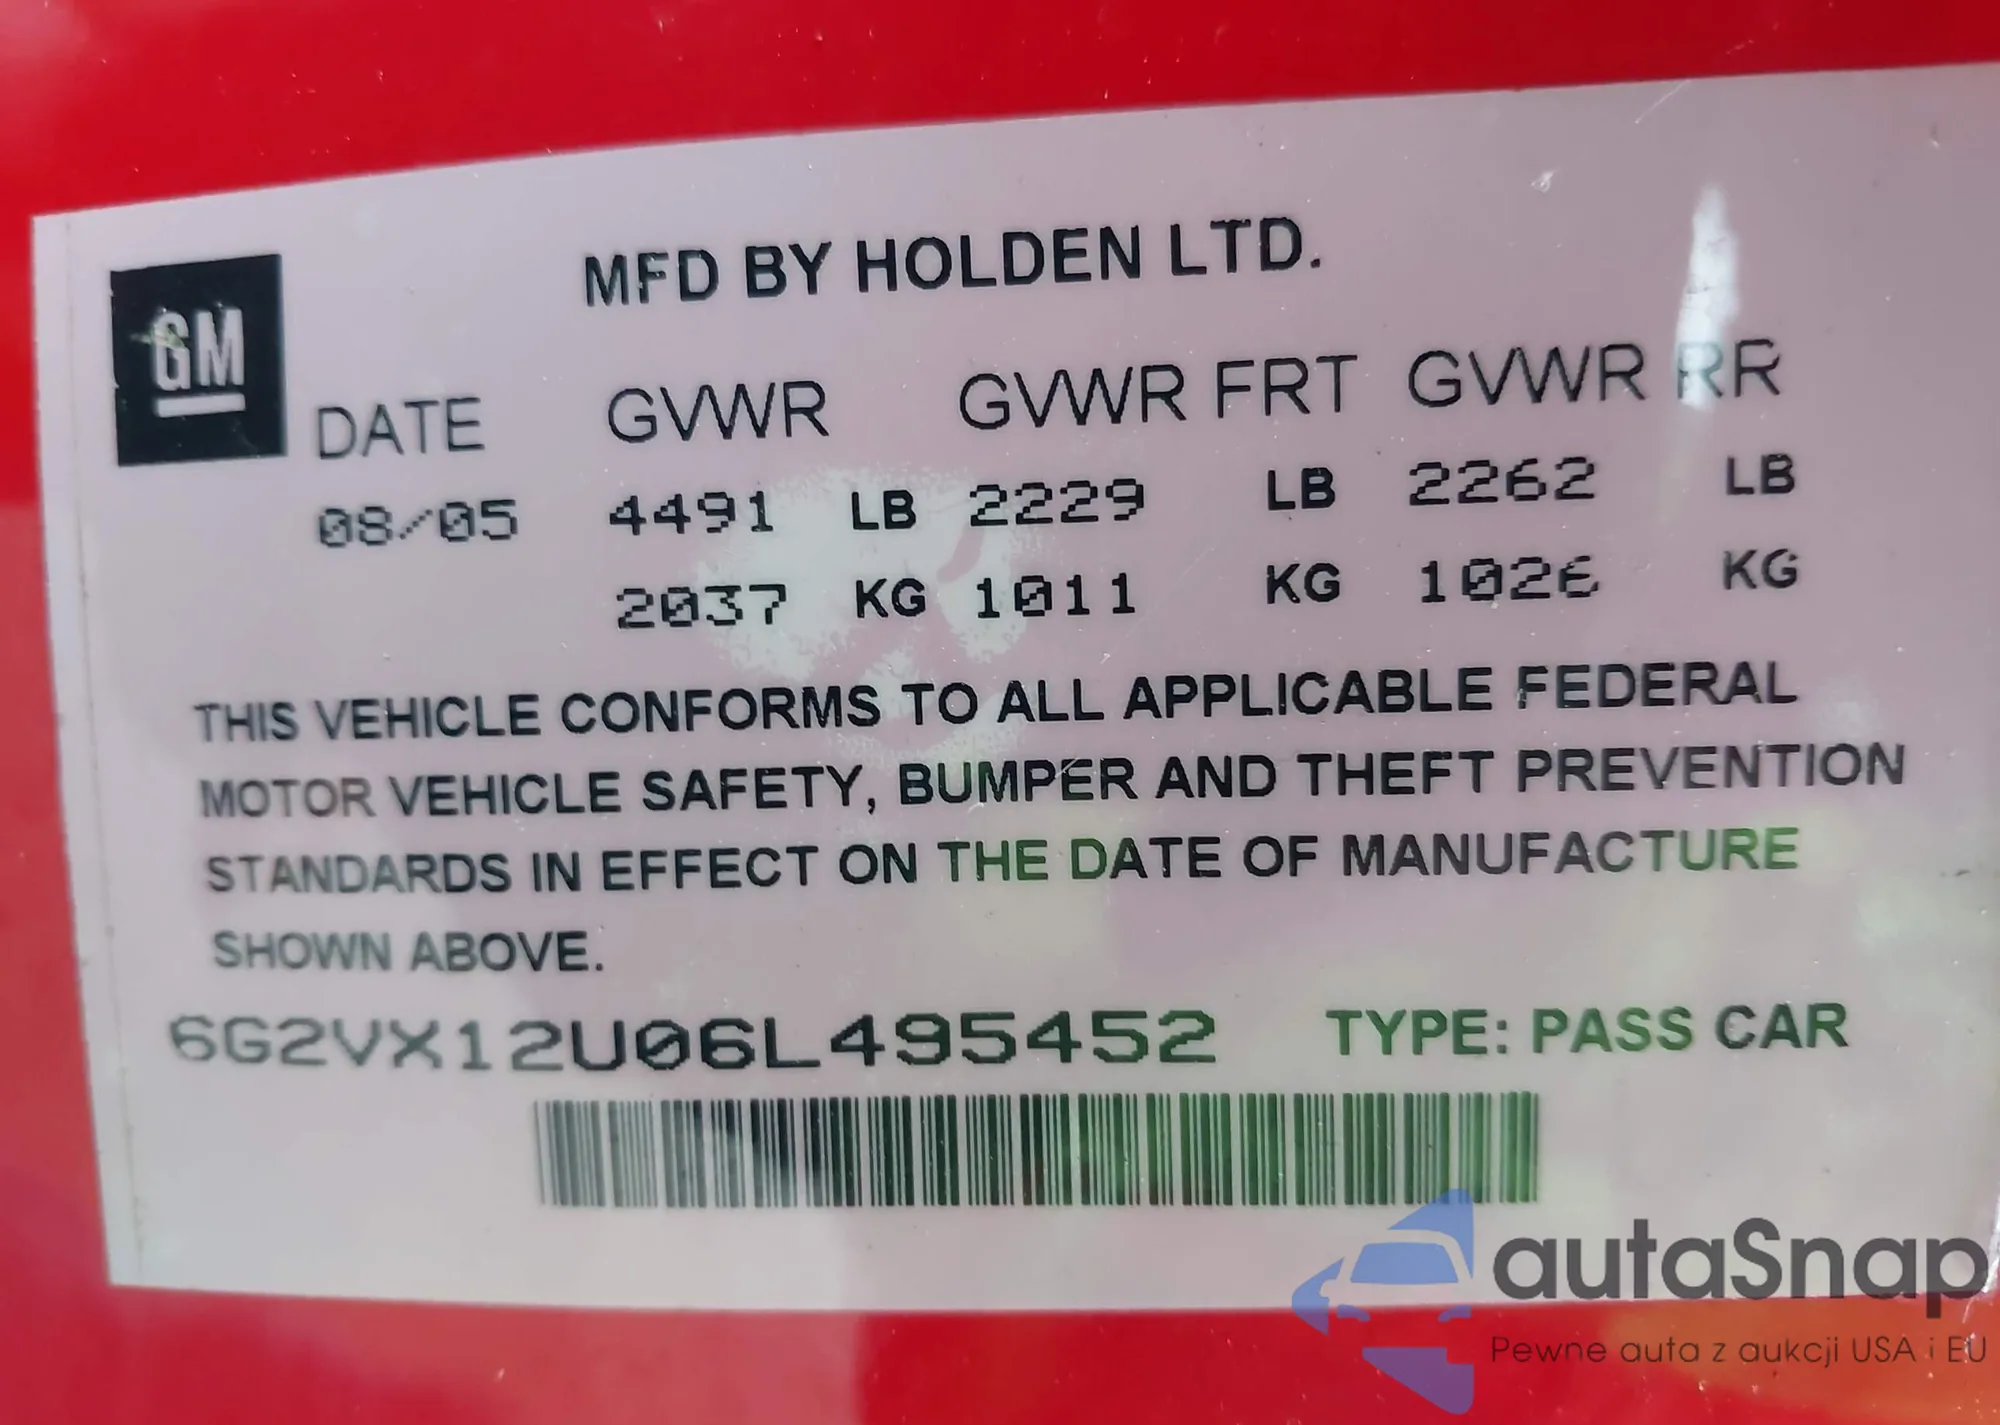 MFD BY HOLDEN LTD.
GM
DATE GVWR GVWR FRT GVWR RR
08/05 4491 LB 2229 LB 2262 LB
2037 KG 1011 KG 1026 KG
THIS VEHICLE CONFORMS TO ALL APPLICABLE FEDERAL
MOTOR VEHICLE SAFETY, BUMPER AND THEFT PREVENTION
STANDARDS IN EFFECT ON THE DATE OF MANUFACTURE
SHOWN ABOVE.
6G2VX12U06L495452 TYPE: PASS CAR
autaSnap
Pewne auta z aukcji USA i EU